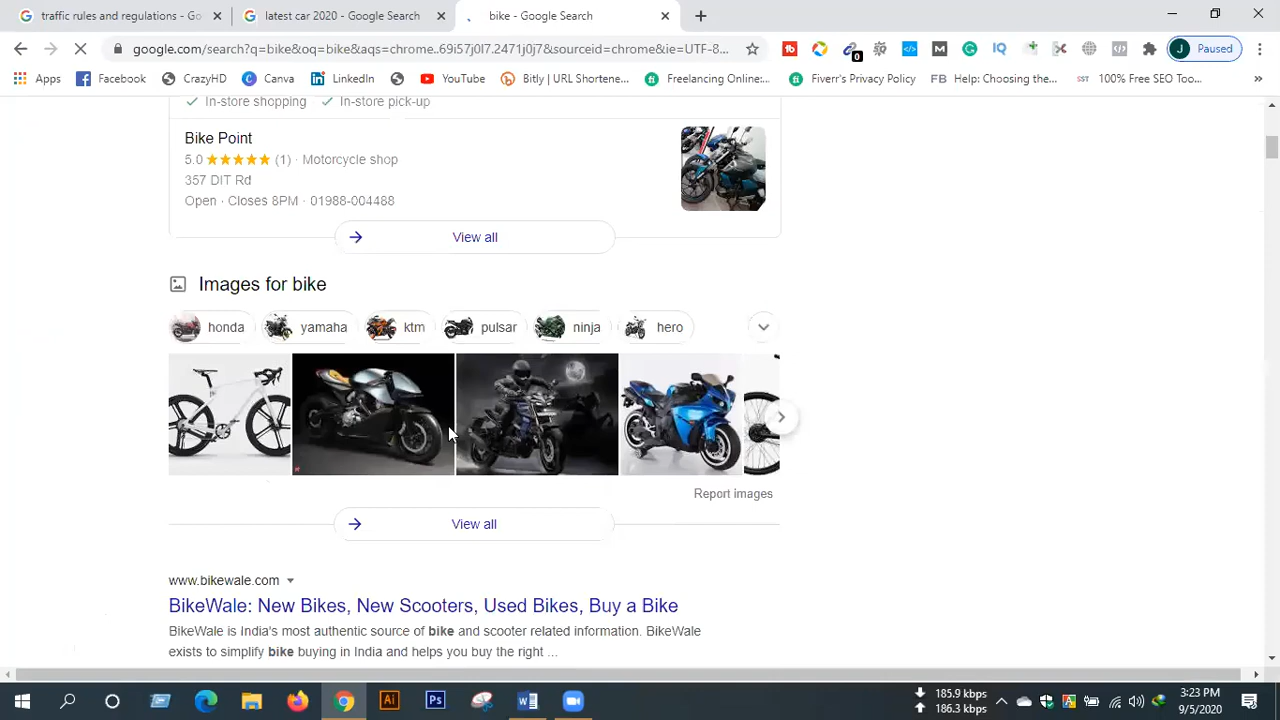 traffic rules and regulations - G
latest car 2020 - Google Search
bike - Google Search
google.com/search?q=bike&oq=bike&aqs=chrome..69i57j0l7.2471j0j7&sourceid=chrome&ie=UTF-8...
0
M
IQ
J
Paused
Apps
Facebook
CrazyHD
Canva
LinkedIn
YouTube
Bitly | URL Shortene...
Freelancing Online:...
Fiverr's Privacy Policy
FB Help: Choosing the...
SST 100% Free SEO Too...
»
In-store shopping
In-store pick-up
Bike Point
5.0 ★★★★★ (1) · Motorcycle shop
357 DIT Rd
Open · Closes 8PM · 01988-004488
View all
Images for bike
honda
yamaha
ktm
pulsar
ninja
hero
Report images
View all
www.bikewale.com
BikeWale: New Bikes, New Scooters, Used Bikes, Buy a Bike
BikeWale is India's most authentic source of bike and scooter related information. BikeWale
exists to simplify bike buying in India and helps you buy the right ...
Ai
Ps
185.9 kbps
186.3 kbps
3:23 PM
9/5/2020